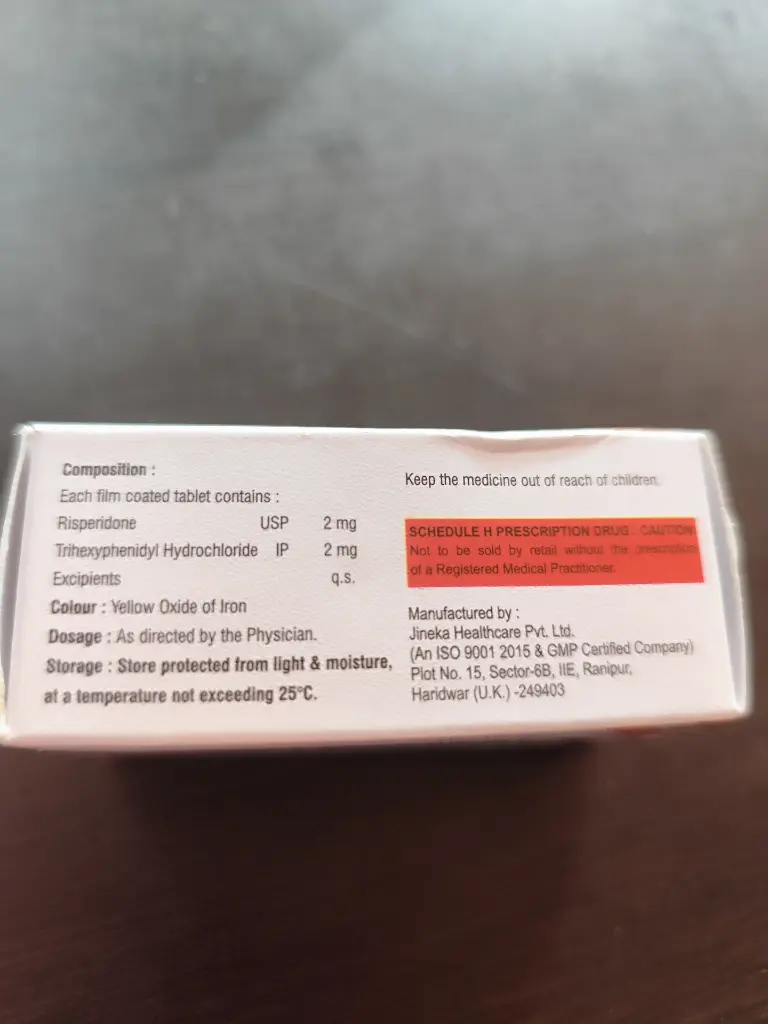 Composition :
Each film coated tablet contains :
Risperidone USP 2 mg
Trihexyphenidyl Hydrochloride IP 2 mg
Excipients q.s.
Colour : Yellow Oxide of Iron
Dosage : As directed by the Physician.
Storage : Store protected from light & moisture,
at a temperature not exceeding 25°C.
Keep the medicine out of reach of children.
SCHEDULE H PRESCRIPTION DRUG : CAUTION
Not to be sold by retail without the prescription
of a Registered Medical Practitioner.
Manufactured by :
Jineka Healthcare Pvt. Ltd.
(An ISO 9001 2015 & GMP Certified Company)
Plot No. 15, Sector-6B, IIE, Ranipur,
Haridwar (U.K.) -249403